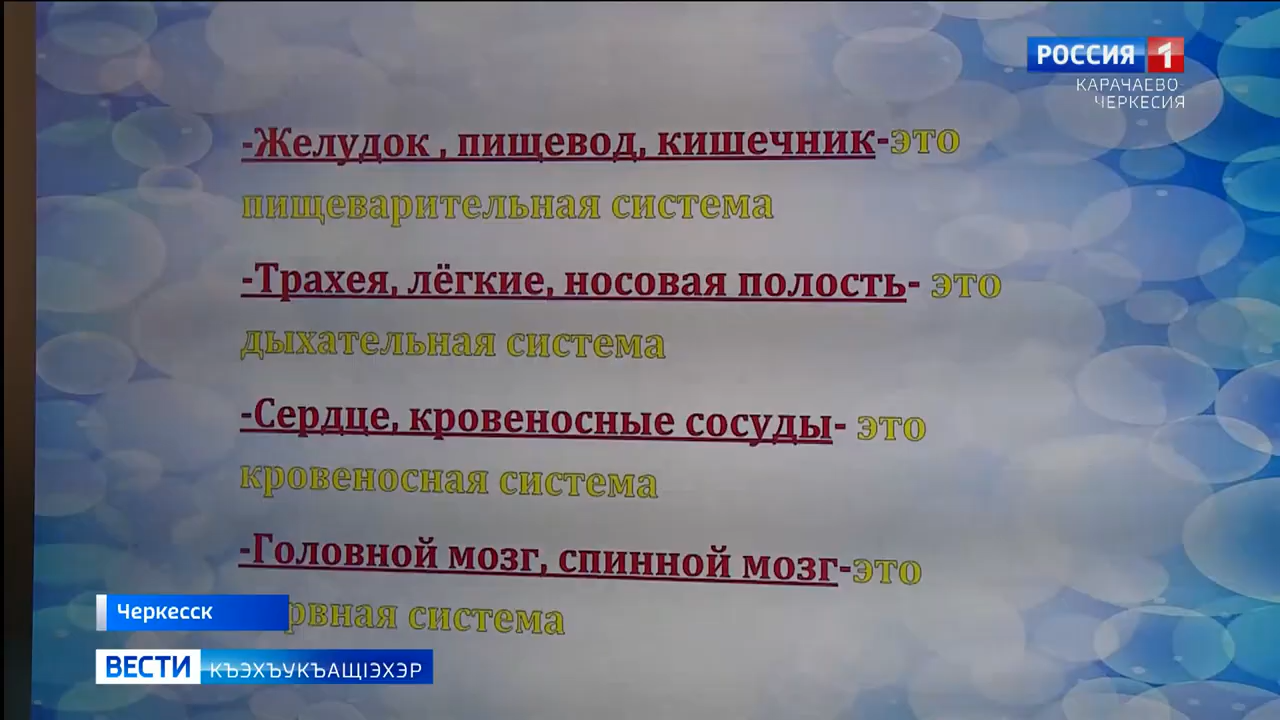 РОССИЯ 1
КАРАЧАЕВО-
ЧЕРКЕСИЯ
-Желудок , пищевод, кишечник-это
пищеварительная система
-Трахея, лёгкие, носовая полость- это
дыхательная система
-Сердце, кровеносные сосуды- это
кровеносная система
-Головной мозг, спинной мозг-это
рвная система
Черкесск
ВЕСТИ КЪЭХЪУКЪАЩІЭХЭР